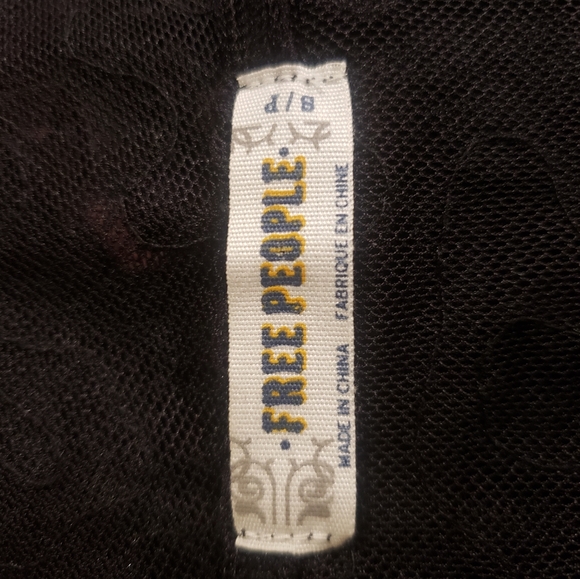 S/P
• FREE PEOPLE •
MADE IN CHINA FABRIQUE EN CHINE